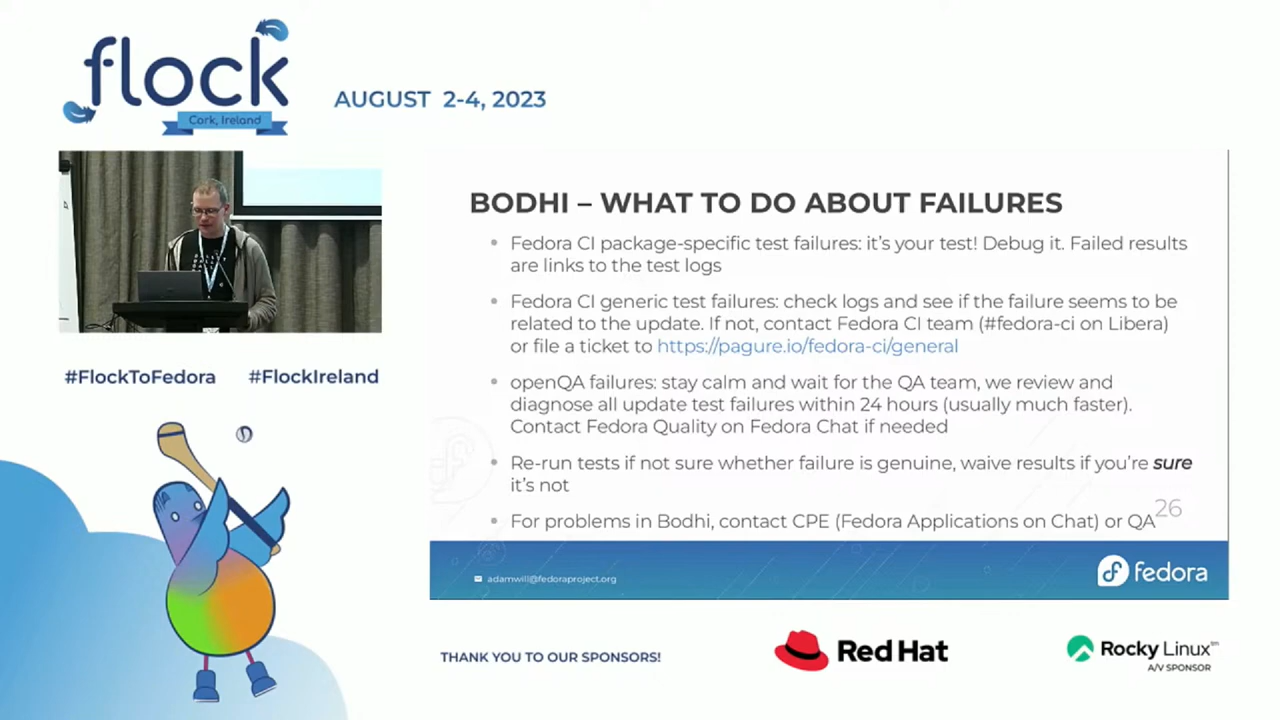 flock
Cork, Ireland
AUGUST 2-4, 2023
#FlockToFedora #FlockIreland
BODHI – WHAT TO DO ABOUT FAILURES
• Fedora CI package-specific test failures: it's your test! Debug it. Failed results
are links to the test logs
• Fedora CI generic test failures: check logs and see if the failure seems to be
related to the update. If not, contact Fedora CI team (#fedora-ci on Libera)
or file a ticket to https://pagure.io/fedora-ci/general
• openQA failures: stay calm and wait for the QA team, we review and
diagnose all update test failures within 24 hours (usually much faster).
Contact Fedora Quality on Fedora Chat if needed
• Re-run tests if not sure whether failure is genuine, waive results if you're sure
it's not
• For problems in Bodhi, contact CPE (Fedora Applications on Chat) or QA
26
adamwill@fedoraproject.org
fedora
THANK YOU TO OUR SPONSORS!
Red Hat
Rocky Linux
A/V SPONSOR